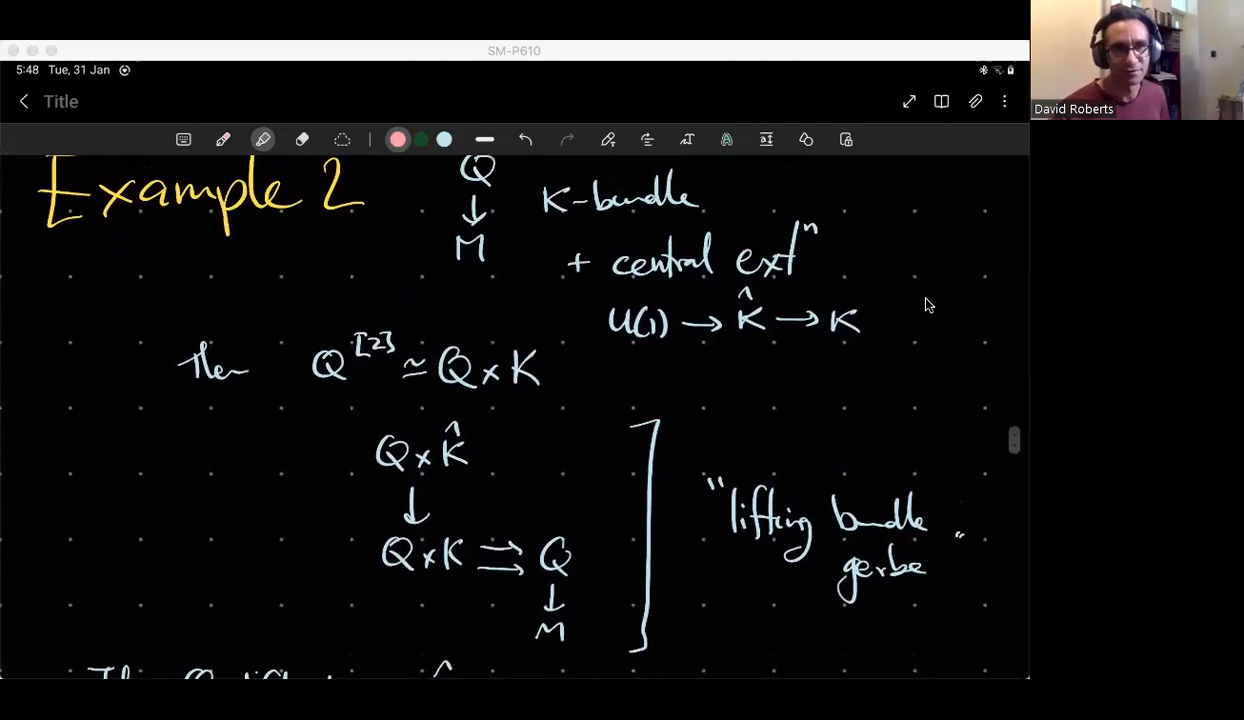 SM-P610
5:48 Tue, 31 Jan
Title
David Roberts
Example 2
Q
↓
M
K-bundle
+ central extⁿ
U(1) → K̂ → K
Then Q^[2] ≃ Q × K
Q × K̂
↓
Q × K ⇉ Q
↓
M
"lifting bundle
gerbe"